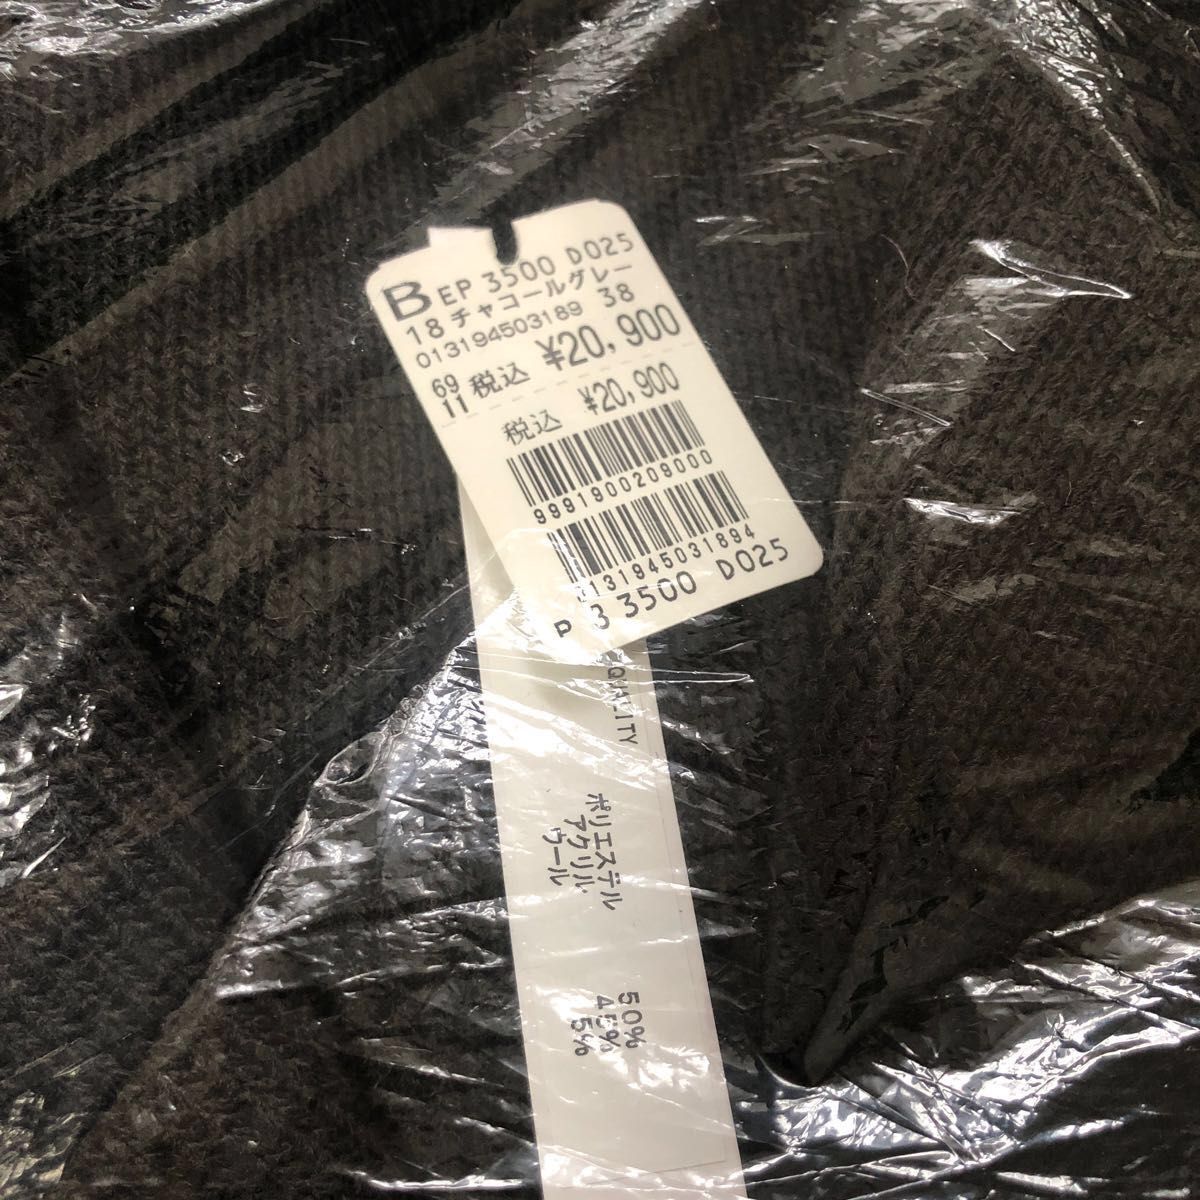 B EP 3500 D025
18 チャコールグレー
013194503189 38
69
11 税込 ¥20,900
税込 ¥20,900
9991900209000
131945031894
3 3500 D025
QUALITY
ポリエステル 50%
アクリル 45%
ウール 5%